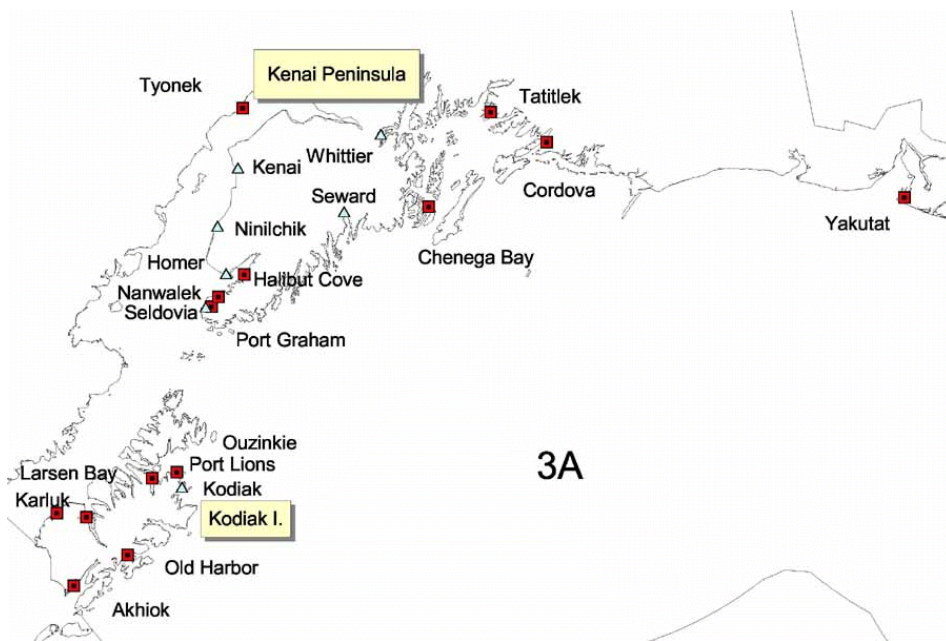 Kenai Peninsula
Tyonek
Tatitlek
Whittier
Kenai
Cordova
Seward
Yakutat
Ninilchik
Chenega Bay
Homer
Halibut Cove
Nanwalek
Seldovia
Port Graham
Ouzinkie
3A
Port Lions
Larsen Bay
Kodiak
Karluk
Kodiak I.
Old Harbor
Akhiok